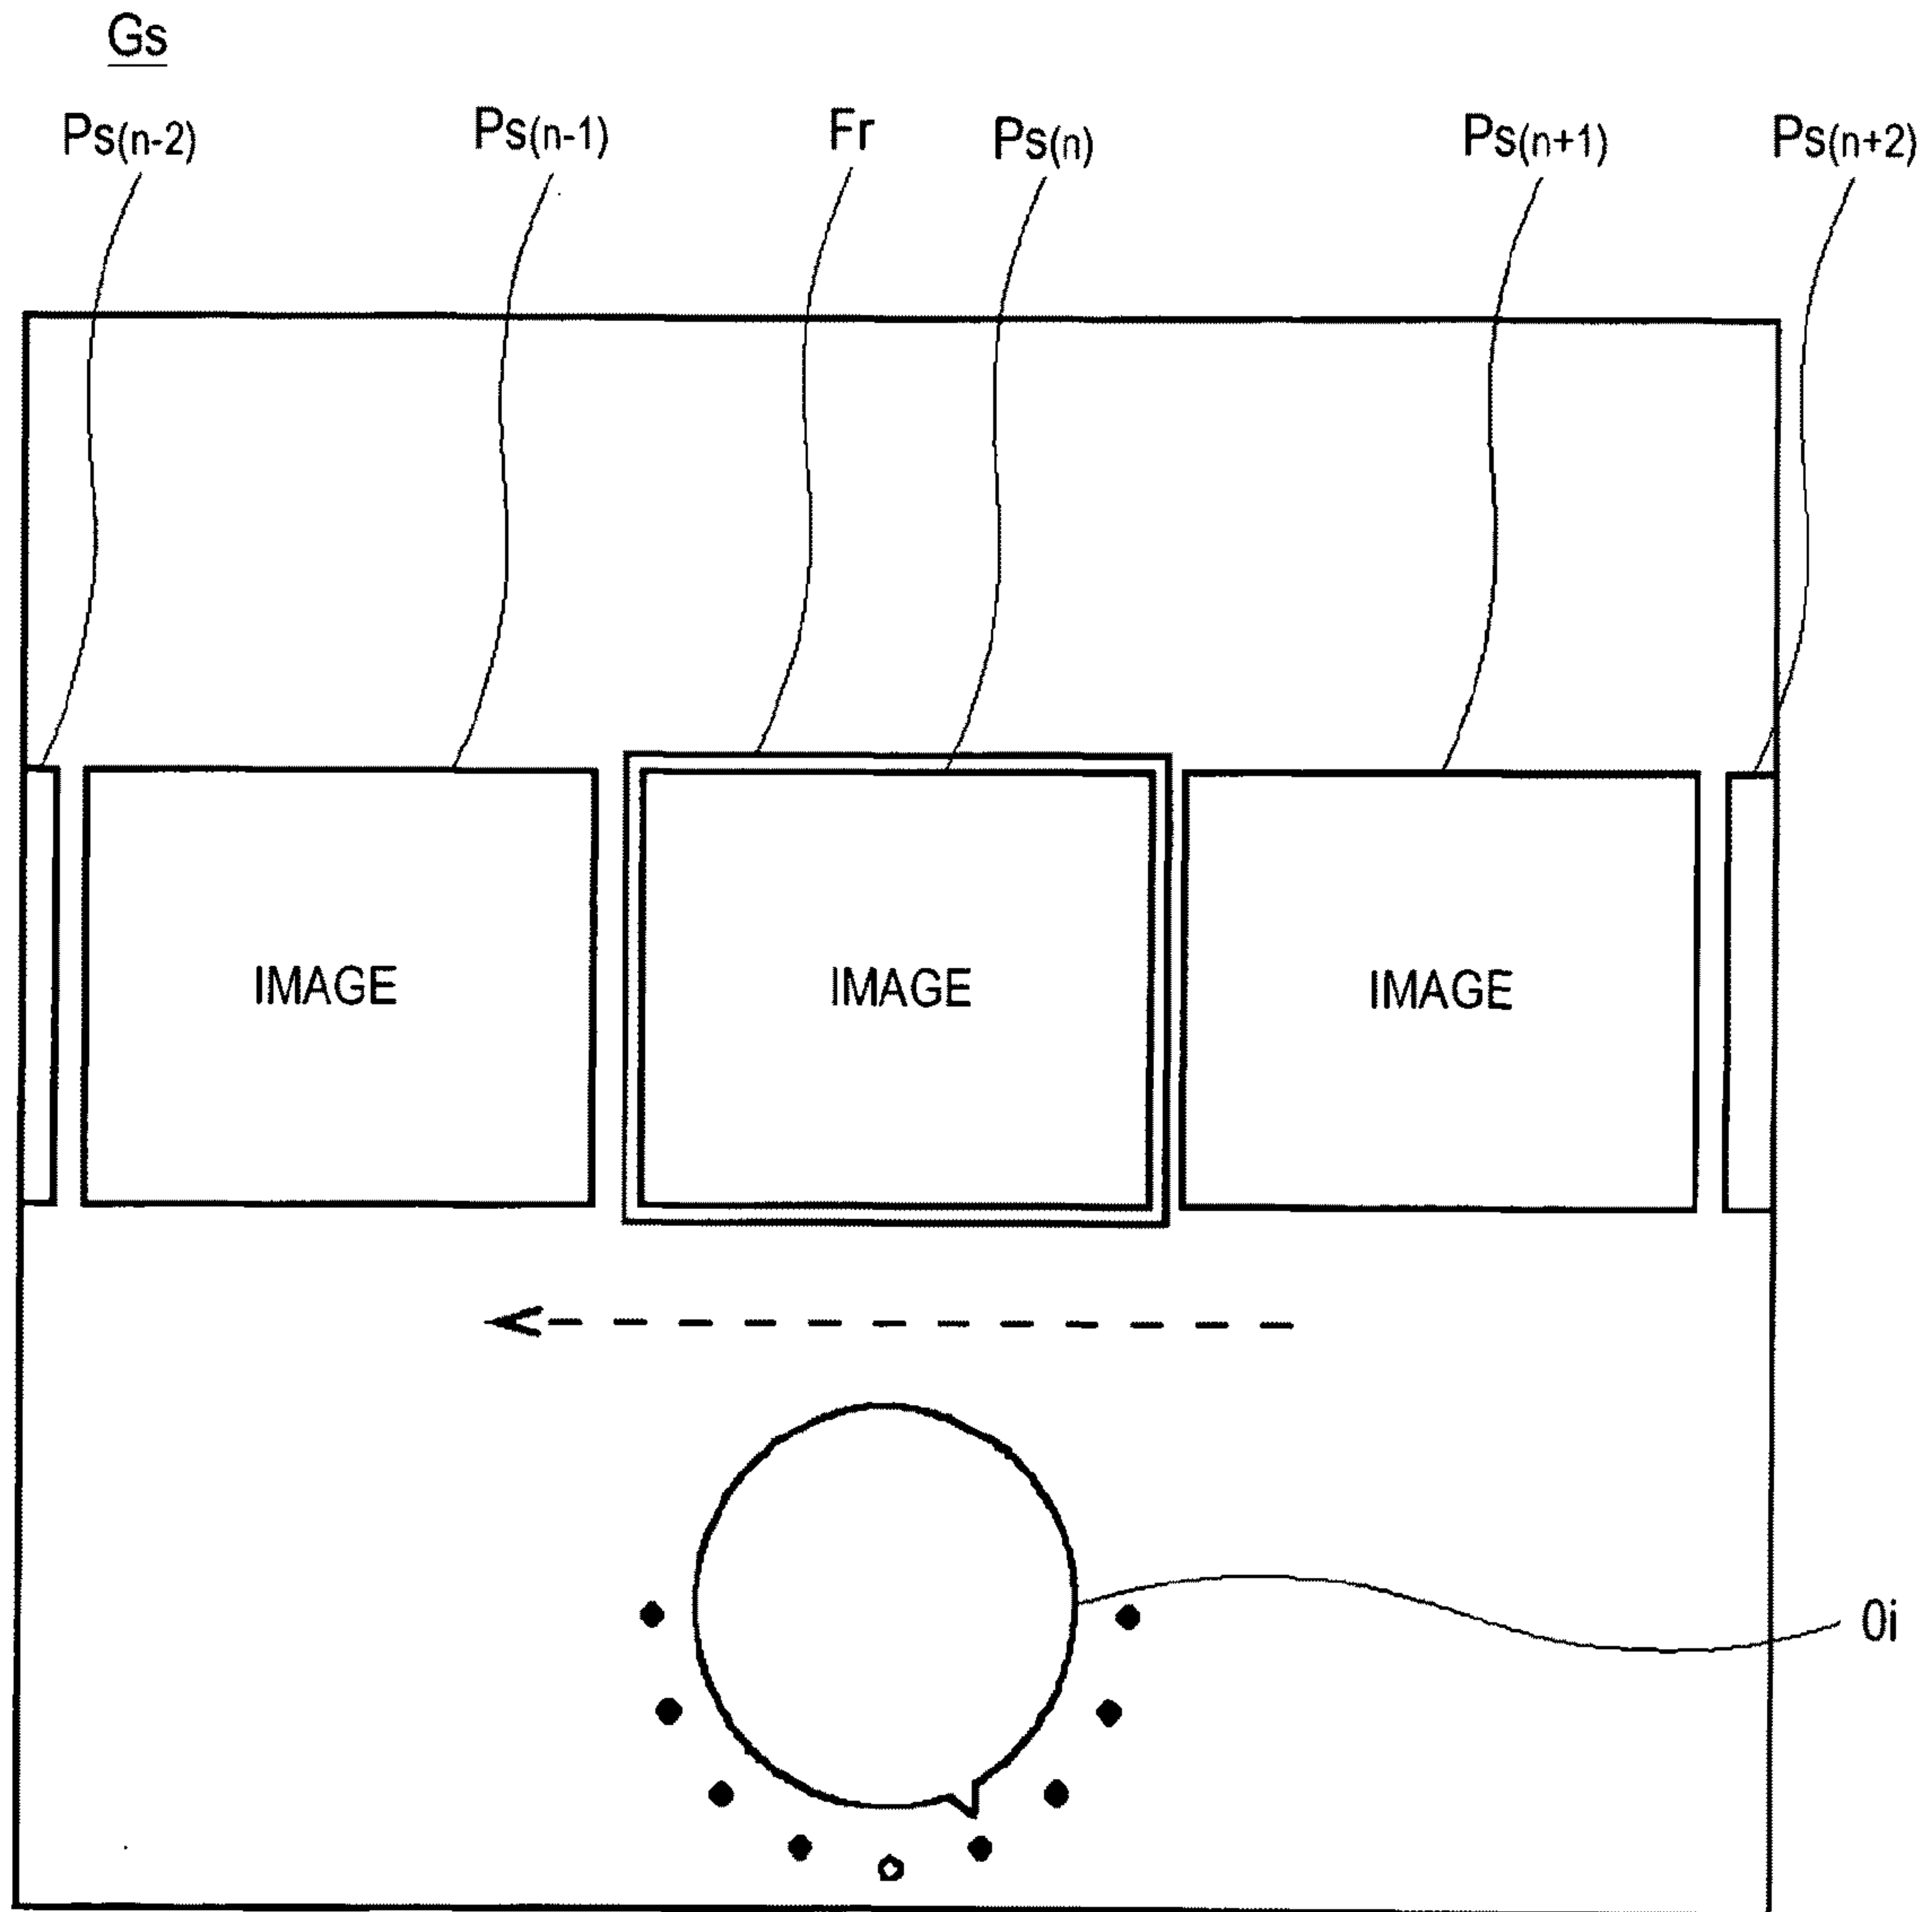 Gs
Ps(n-2) Ps(n-1) Fr Ps(n) Ps(n+1) Ps(n+2)
IMAGE IMAGE IMAGE
0i